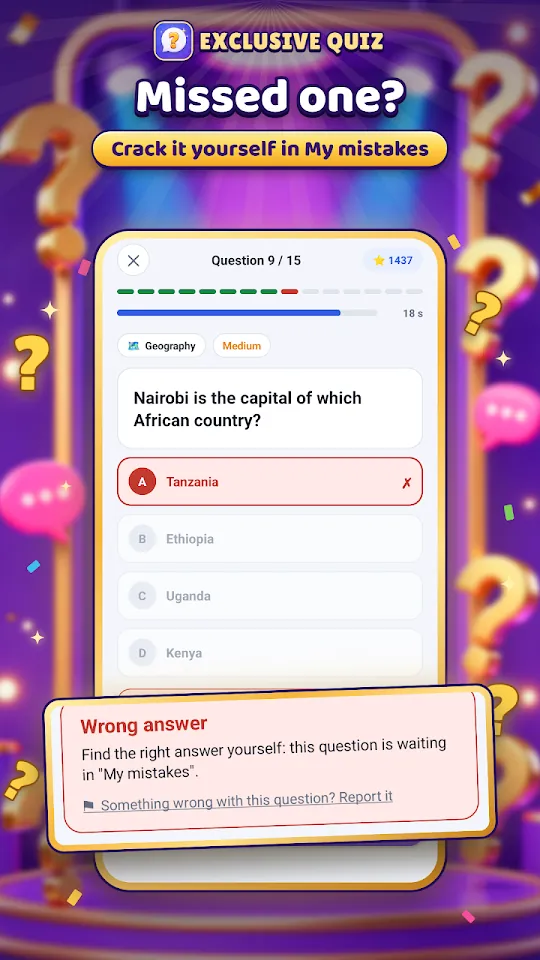 EXCLUSIVE QUIZ
Missed one?
Crack it yourself in My mistakes
Question 9 / 15
1437
18 s
Geography
Medium
Nairobi is the capital of which
African country?
A Tanzania ✗
B Ethiopia
C Uganda
D Kenya
Wrong answer
Find the right answer yourself: this question is waiting
in "My mistakes".
Something wrong with this question? Report it